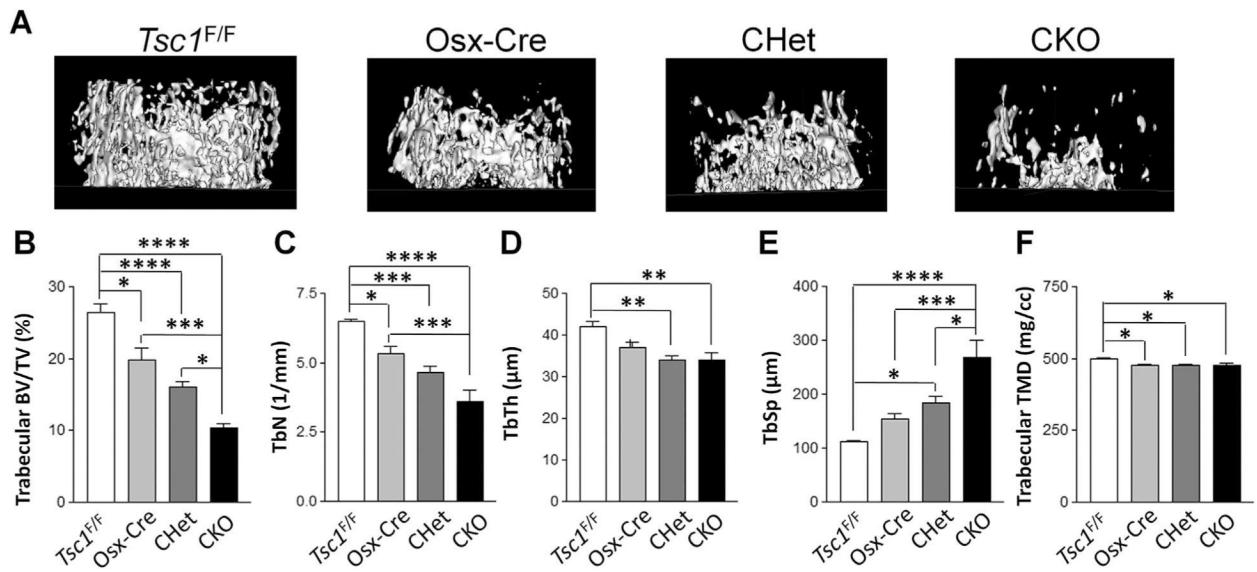 A
Tsc1F/F Osx-Cre CHet CKO
B
****
****
*
***
*
Trabecular BV/TV (%)
30
20
10
0
Tsc1F/F Osx-Cre CHet CKO
C
****
***
*
***
TbN (1/mm)
7.5
5.0
2.5
0.0
Tsc1F/F Osx-Cre CHet CKO
D
**
**
TbTh (μm)
50
40
30
20
10
0
Tsc1F/F Osx-Cre CHet CKO
E
****
***
*
*
TbSp (μm)
400
300
200
100
0
Tsc1F/F Osx-Cre CHet CKO
F
*
*
*
Trabecular TMD (mg/cc)
750
500
250
0
Tsc1F/F Osx-Cre CHet CKO